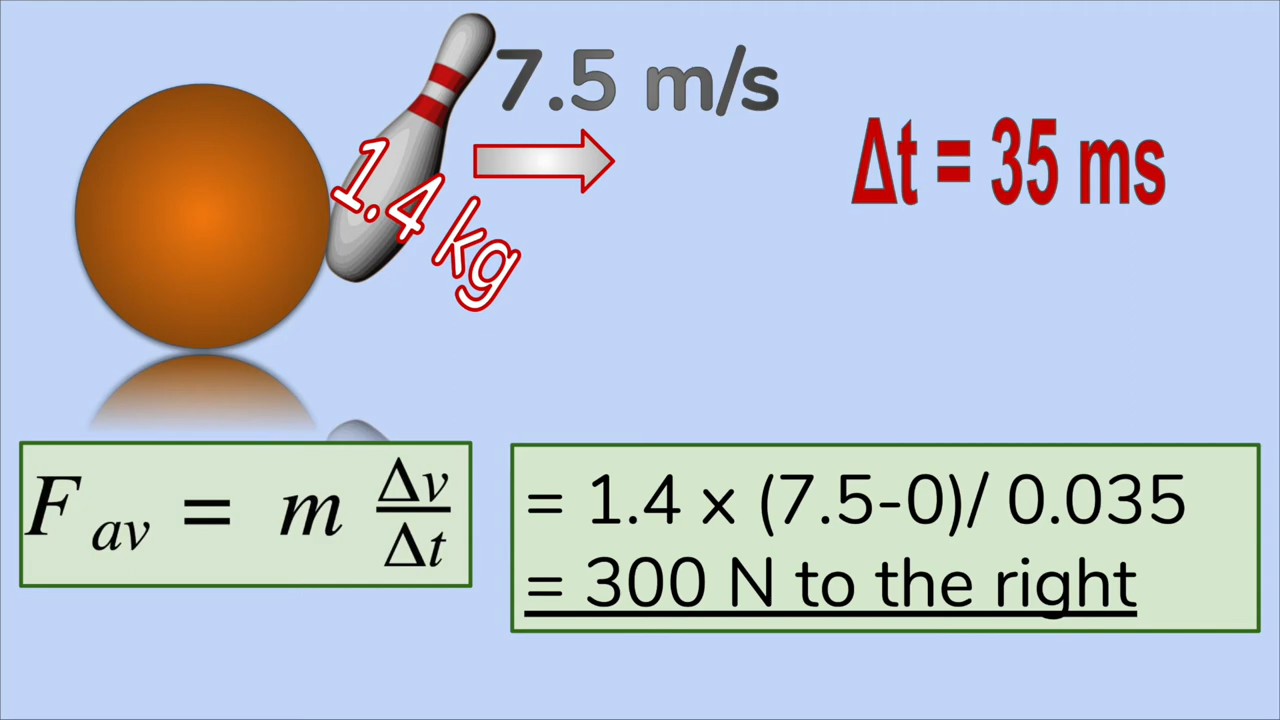 7.5 m/s
Δt = 35 ms
1.4 kg
F av = m Δv/Δt
= 1.4 x (7.5-0)/ 0.035
= 300 N to the right